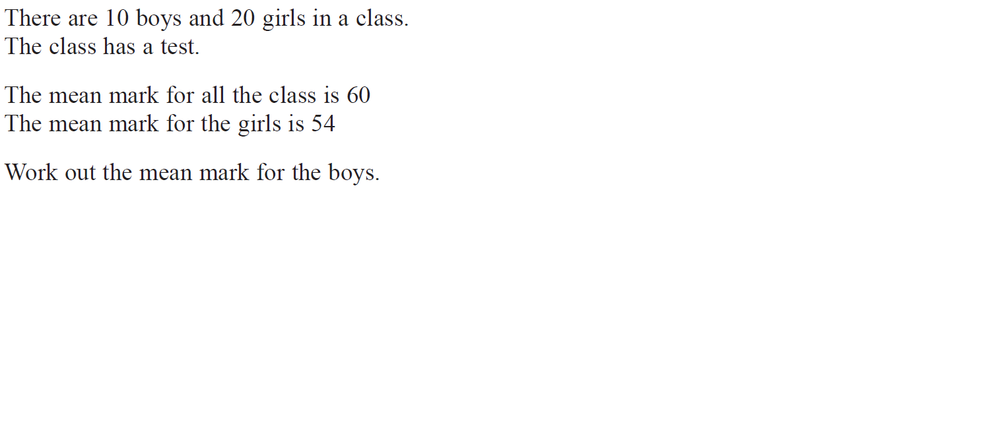 There are 10 boys and 20 girls in a class.
The class has a test.
The mean mark for all the class is 60
The mean mark for the girls is 54
Work out the mean mark for the boys.